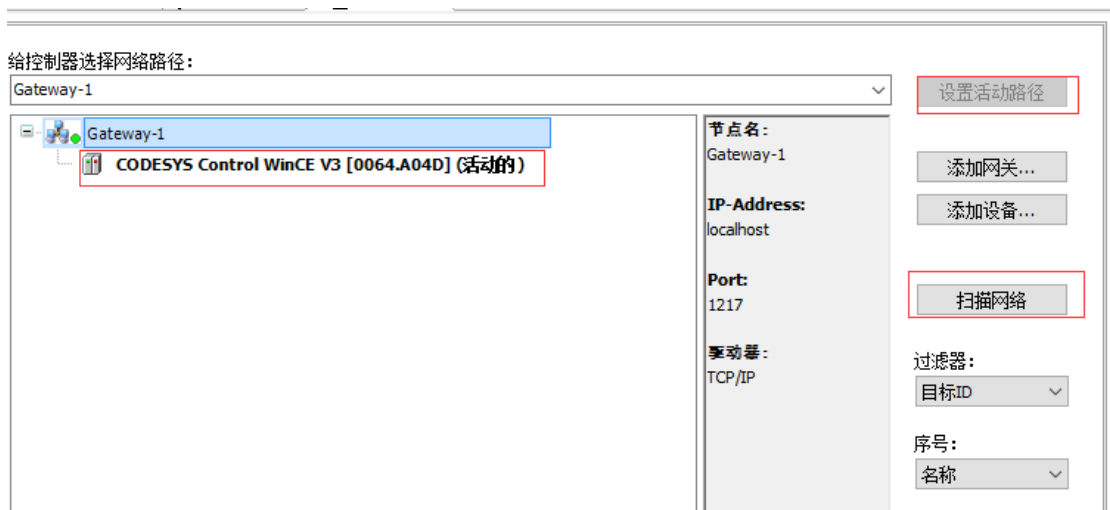 给控制器选择网络路径：
Gateway-1
设置活动路径
Gateway-1
CODESYS Control WinCE V3 [0064.A04D] (活动的)
节点名：
Gateway-1
IP-Address:
localhost
Port:
1217
驱动器：
TCP/IP
添加网关...
添加设备...
扫描网络
过滤器：
目标ID
序号：
名称